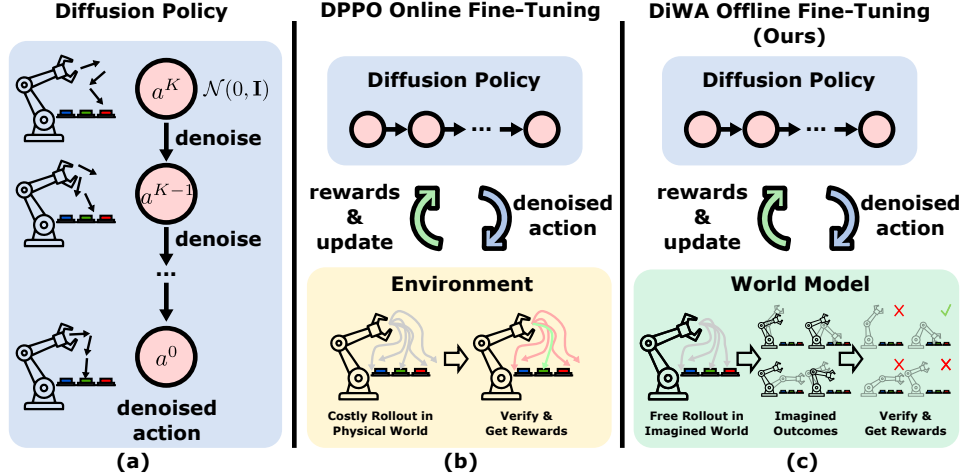 Diffusion Policy
a^K
𝒩(0, I)
denoise
a^{K−1}
denoise
...
a^0
denoised
action
(a)
DPPO Online Fine-Tuning
Diffusion Policy
...
rewards
&
update
denoised
action
Environment
Costly Rollout in
Physical World
Verify &
Get Rewards
(b)
DiWA Offline Fine-Tuning
(Ours)
Diffusion Policy
...
rewards
&
update
denoised
action
World Model
Free Rollout in
Imagined World
Imagined
Outcomes
Verify &
Get Rewards
(c)